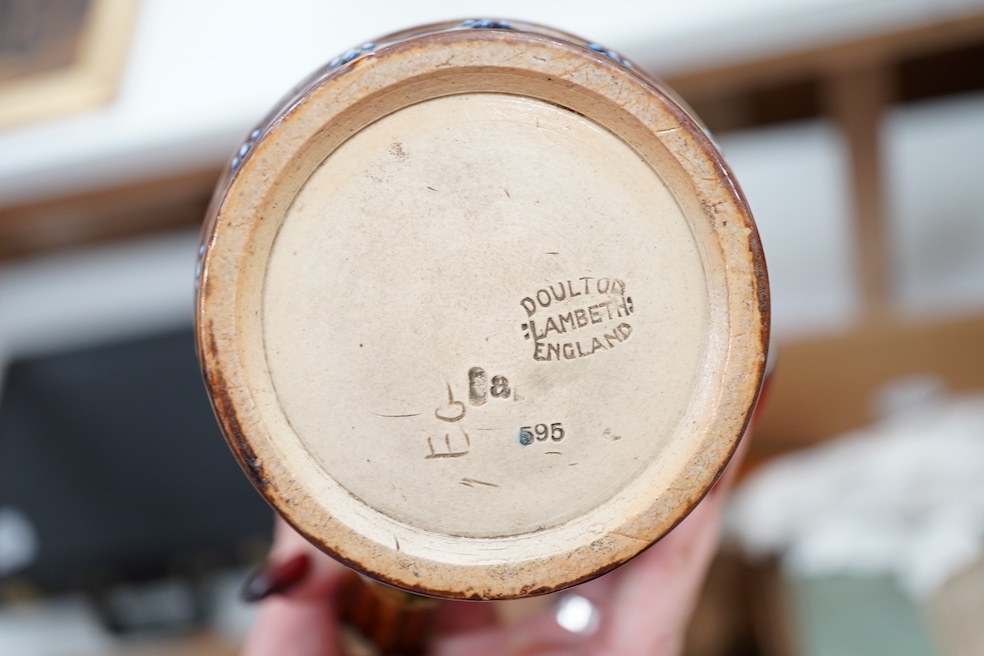 DOULTON
LAMBETH
ENGLAND
a
595